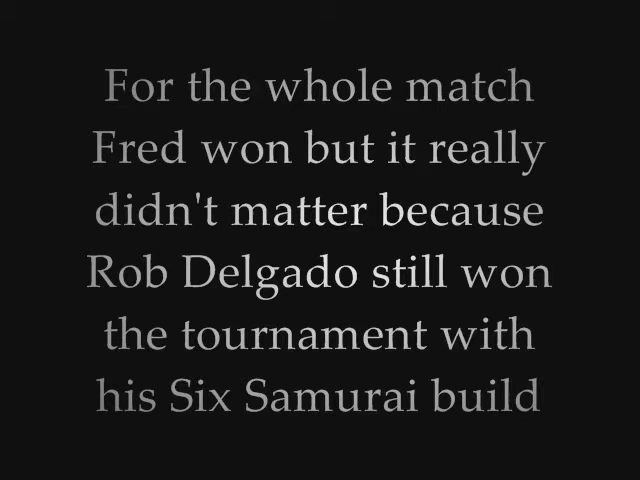 For the whole match
Fred won but it really
didn't matter because
Rob Delgado still won
the tournament with
his Six Samurai build